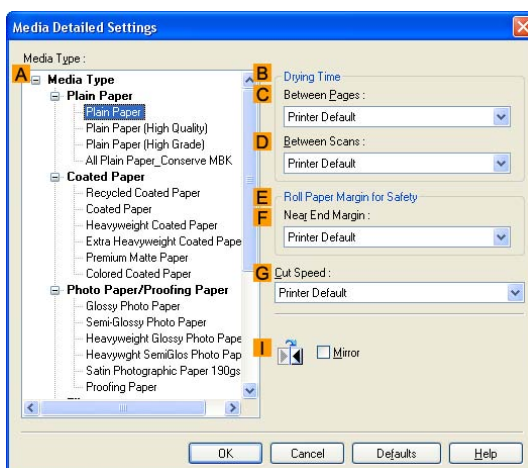 Media Detailed Settings
Media Type :
A
Media Type
Plain Paper
Plain Paper
Plain Paper (High Quality)
Plain Paper (High Grade)
All Plain Paper_Conserve MBK
Coated Paper
Recycled Coated Paper
Coated Paper
Heavyweight Coated Paper
Extra Heavyweight Coated Pape
Premium Matte Paper
Colored Coated Paper
Photo Paper/Proofing Paper
Glossy Photo Paper
Semi-Glossy Photo Paper
Heavyweight Glossy Photo Pape
Heavywght SemiGlos Photo Pap
Satin Photographic Paper 190gs
Proofing Paper
B Drying Time
C Between Pages :
Printer Default
D Between Scans :
Printer Default
E Roll Paper Margin for Safety
F Near End Margin :
Printer Default
G Cut Speed :
Printer Default
I Mirror
OK Cancel Defaults Help